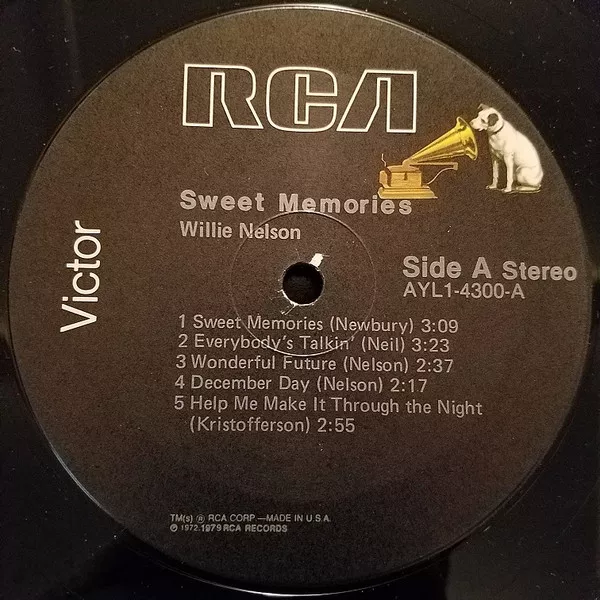 RCA
Victor
Sweet Memories
Willie Nelson
Side A Stereo
AYL1-4300-A
1 Sweet Memories (Newbury) 3:09
2 Everybody's Talkin' (Neil) 3:23
3 Wonderful Future (Nelson) 2:37
4 December Day (Nelson) 2:17
5 Help Me Make It Through the Night
(Kristofferson) 2:55
TM(s) ® RCA CORP.—MADE IN U.S.A.
℗ 1972, 1979 RCA RECORDS